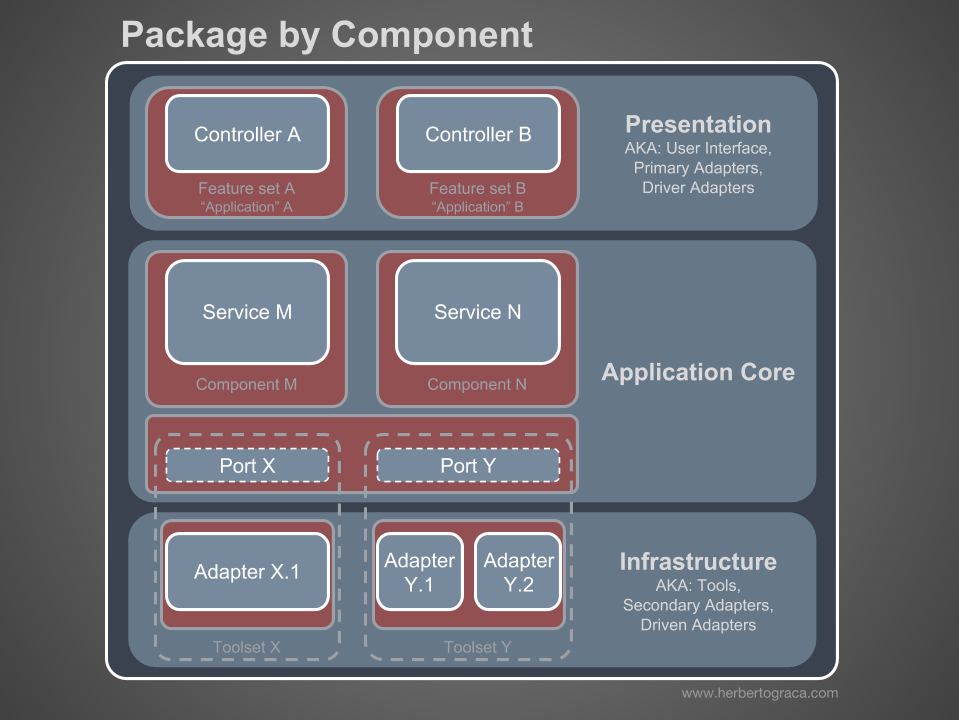 Package by Component
Controller A
Controller B
Feature set A
“Application” A
Feature set B
“Application” B
Presentation
AKA: User Interface,
Primary Adapters,
Driver Adapters
Service M
Service N
Component M
Component N
Application Core
Port X
Port Y
Adapter X.1
Adapter
Y.1
Adapter
Y.2
Toolset X
Toolset Y
Infrastructure
AKA: Tools,
Secondary Adapters,
Driven Adapters
www.herbertograca.com